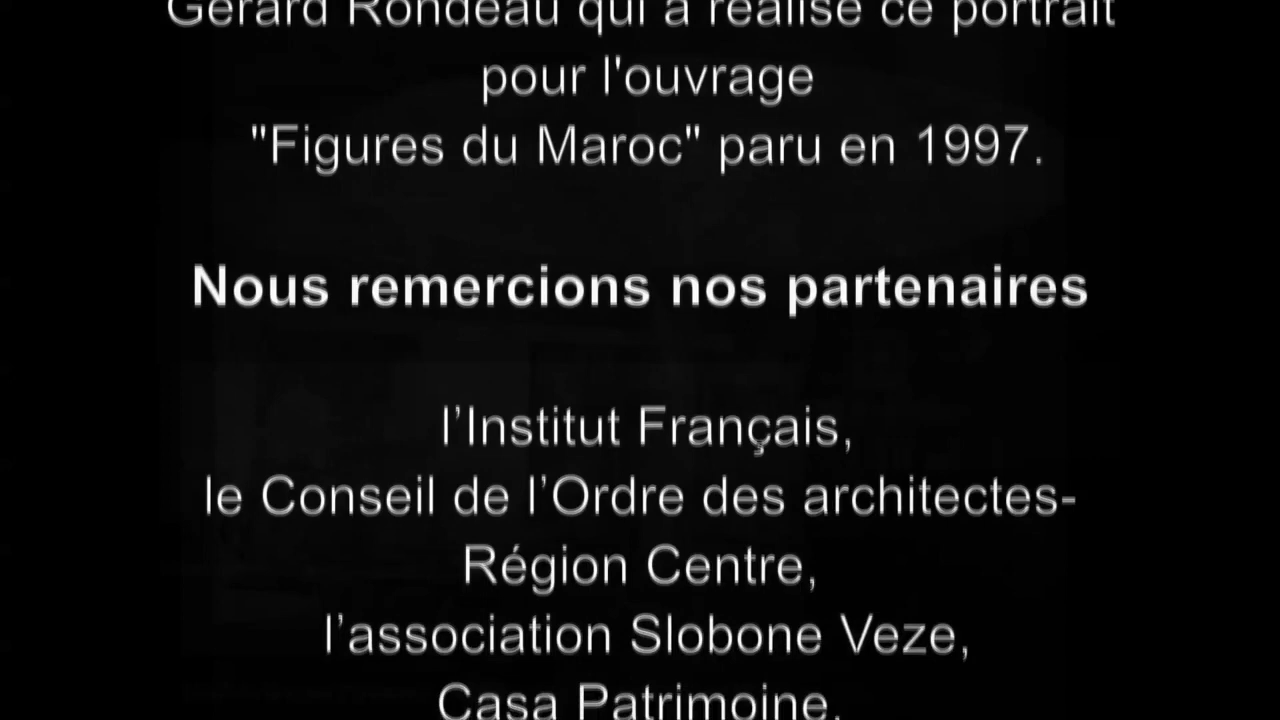 Gérard Rondeau qui a réalisé ce portrait
pour l'ouvrage
"Figures du Maroc" paru en 1997.
Nous remercions nos partenaires
l’Institut Français,
le Conseil de l’Ordre des architectes-
Région Centre,
l’association Slobone Veze,
Casa Patrimoine,